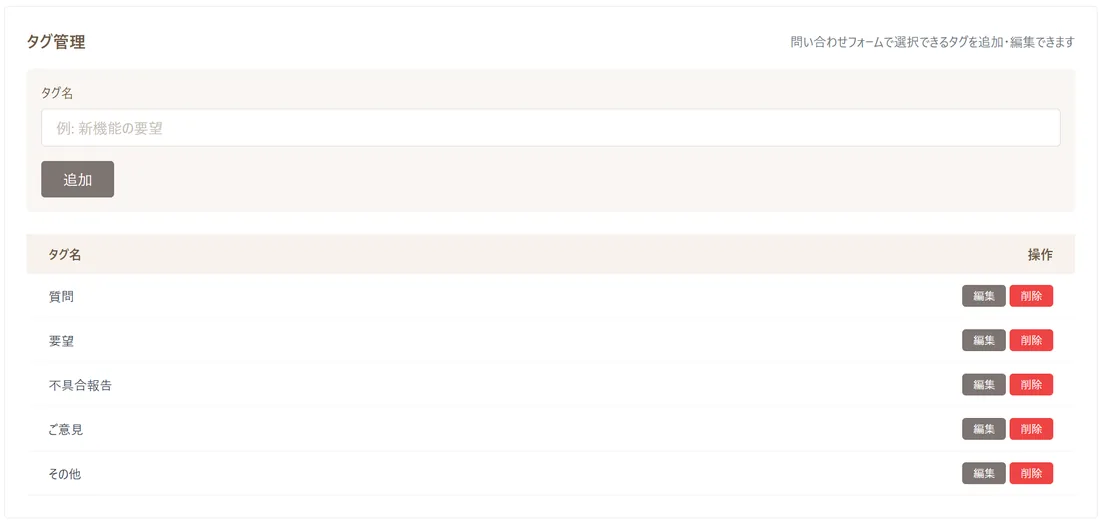 タグ管理
問い合わせフォームで選択できるタグを追加・編集できます
タグ名
例: 新機能の要望
追加
タグ名 操作
質問 編集 削除
要望 編集 削除
不具合報告 編集 削除
ご意見 編集 削除
その他 編集 削除